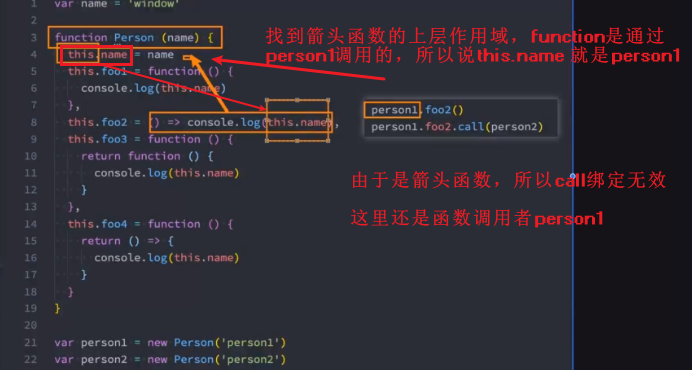 1 var name = 'window'
2
3 function Person (name) {
4 this.name = name
5 this.foo1 = function () {
6 console.log(this.name)
7 },
8 this.foo2 = () => console.log(this.name),
9 this.foo3 = function () {
10 return function () {
11 console.log(this.name)
12 }
13 },
14 this.foo4 = function () {
15 return () => {
16 console.log(this.name)
17 }
18 }
19 }
20
21 var person1 = new Person('person1')
22 var person2 = new Person('person2')
找到箭头函数的上层作用域，function是通过
person1调用的，所以说this.name 就是person1
person1.foo2()
person1.foo2.call(person2)
由于是箭头函数，所以call绑定无效
这里还是函数调用者person1